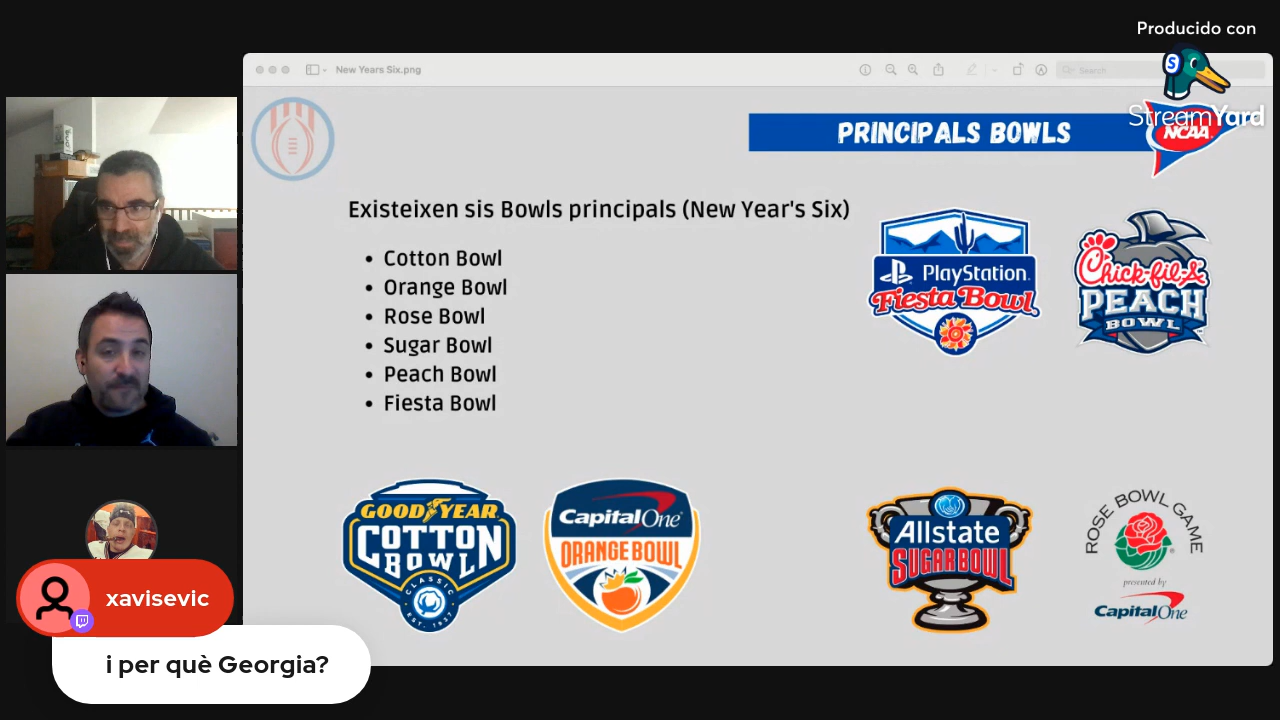 Producido con
StreamYard
New Years Six.png
Search
PRINCIPALS BOWLS
NCAA
Existeixen sis Bowls principals (New Year's Six)
• Cotton Bowl
• Orange Bowl
• Rose Bowl
• Sugar Bowl
• Peach Bowl
• Fiesta Bowl
PlayStation
Fiesta Bowl
Chick-fil-A
PEACH
BOWL
GOODYEAR
COTTON
BOWL
CLASSIC
EST. 1937
Capital One
ORANGE BOWL
Allstate
SUGAR BOWL
ROSE BOWL GAME
presented by
Capital One
xavisevic
i per què Georgia?